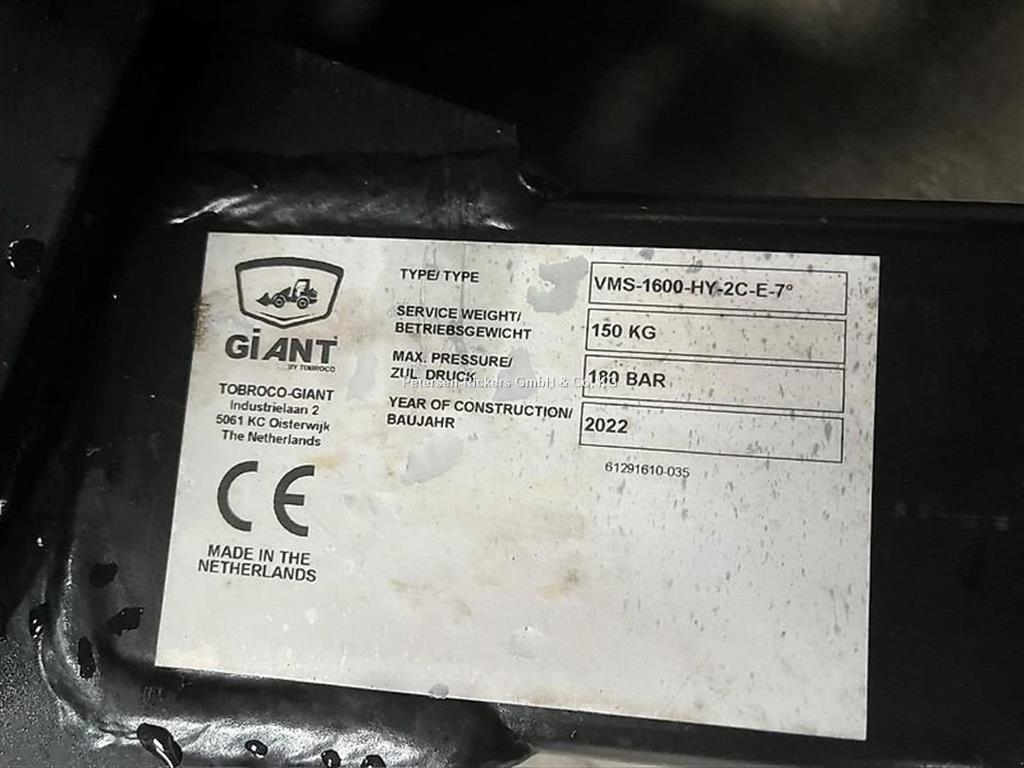 GiANT
BY TOBROCO
TOBROCO-GIANT
Industrielaan 2
5061 KC Oisterwijk
The Netherlands
CE
MADE IN THE
NETHERLANDS
TYPE/ TYPE
VMS-1600-HY-2C-E-7°
SERVICE WEIGHT/
BETRIEBSGEWICHT
150 KG
MAX. PRESSURE/
ZUL. DRUCK
180 BAR
Petersen-Rickers GmbH & Co. KG
YEAR OF CONSTRUCTION/
BAUJAHR
2022
61291610-035